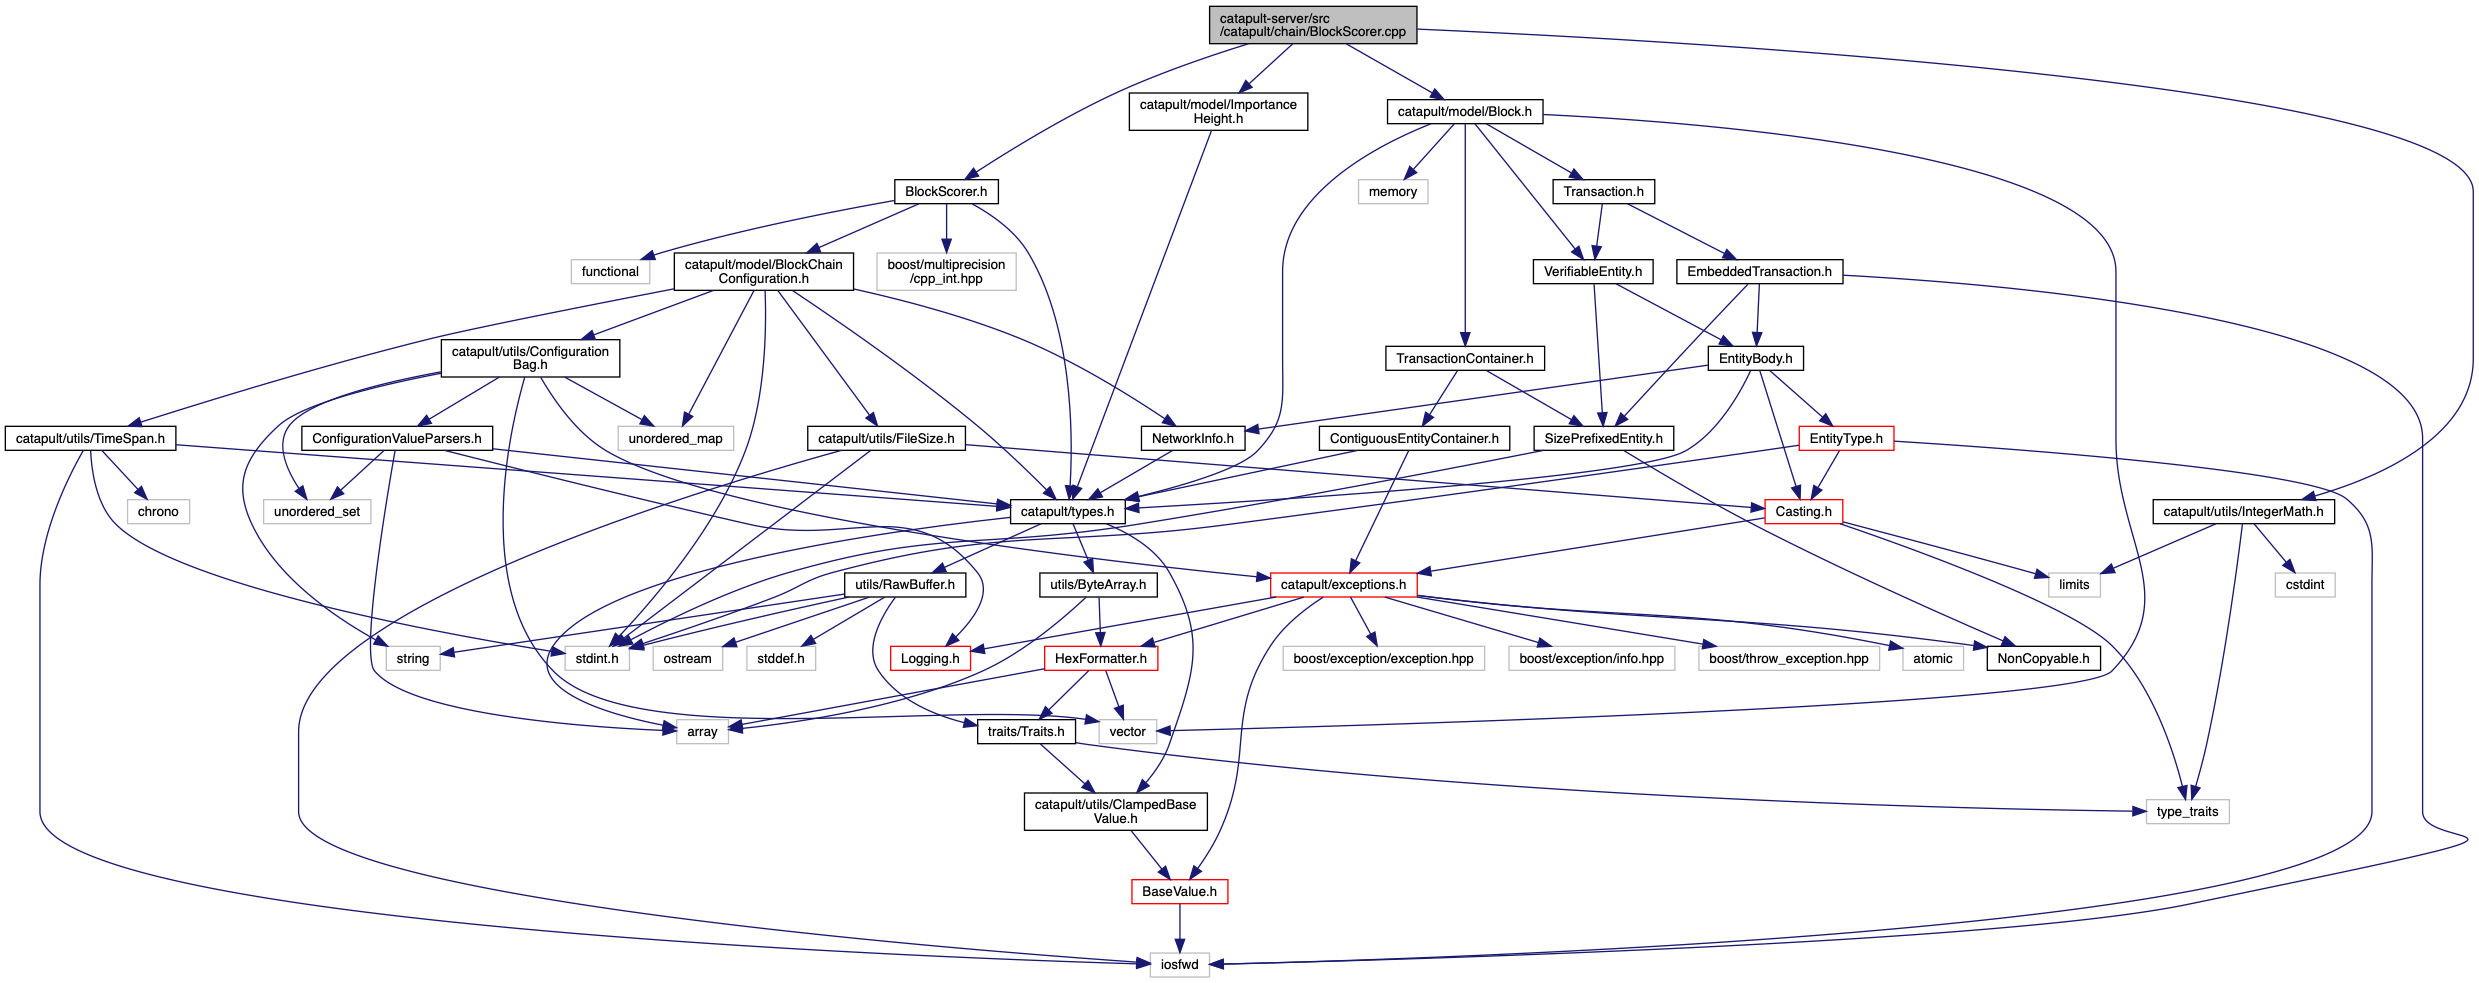 catapult-server/src
/catapult/chain/BlockScorer.cpp
catapult/model/Importance
Height.h
catapult/model/Block.h
BlockScorer.h
memory
Transaction.h
functional
catapult/model/BlockChain
Configuration.h
boost/multiprecision
/cpp_int.hpp
VerifiableEntity.h
EmbeddedTransaction.h
catapult/utils/Configuration
Bag.h
TransactionContainer.h
EntityBody.h
catapult/utils/TimeSpan.h
ConfigurationValueParsers.h
unordered_map
catapult/utils/FileSize.h
NetworkInfo.h
ContiguousEntityContainer.h
SizePrefixedEntity.h
EntityType.h
chrono
unordered_set
catapult/types.h
Casting.h
catapult/utils/IntegerMath.h
utils/RawBuffer.h
utils/ByteArray.h
catapult/exceptions.h
limits
cstdint
string
stdint.h
ostream
stddef.h
Logging.h
HexFormatter.h
boost/exception/exception.hpp
boost/exception/info.hpp
boost/throw_exception.hpp
atomic
NonCopyable.h
array
traits/Traits.h
vector
catapult/utils/ClampedBase
Value.h
type_traits
BaseValue.h
iosfwd